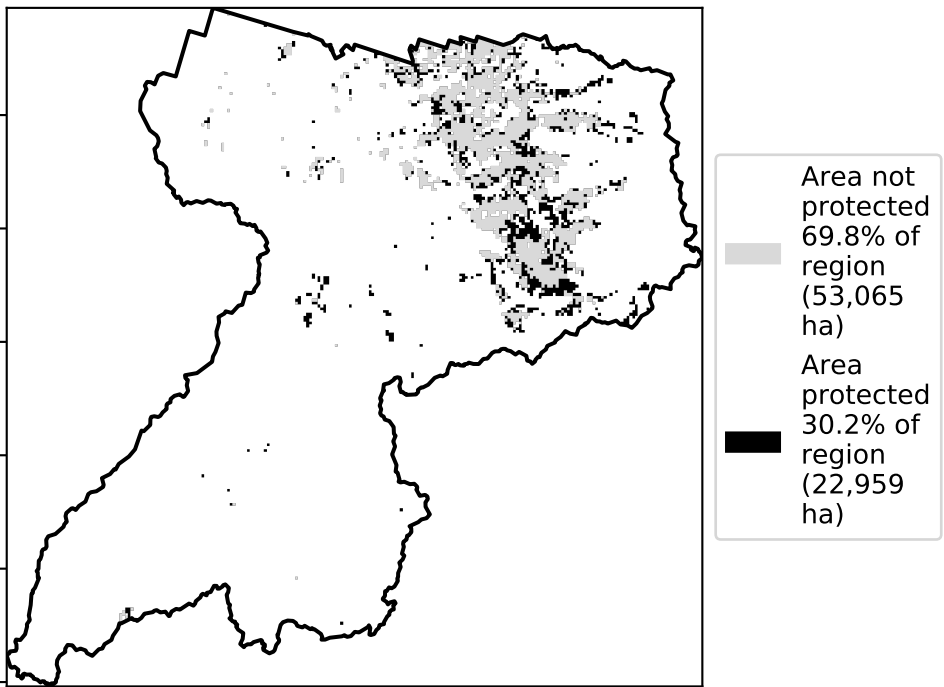 Area not
protected
69.8% of
region
(53,065
ha)
Area
protected
30.2% of
region
(22,959
ha)